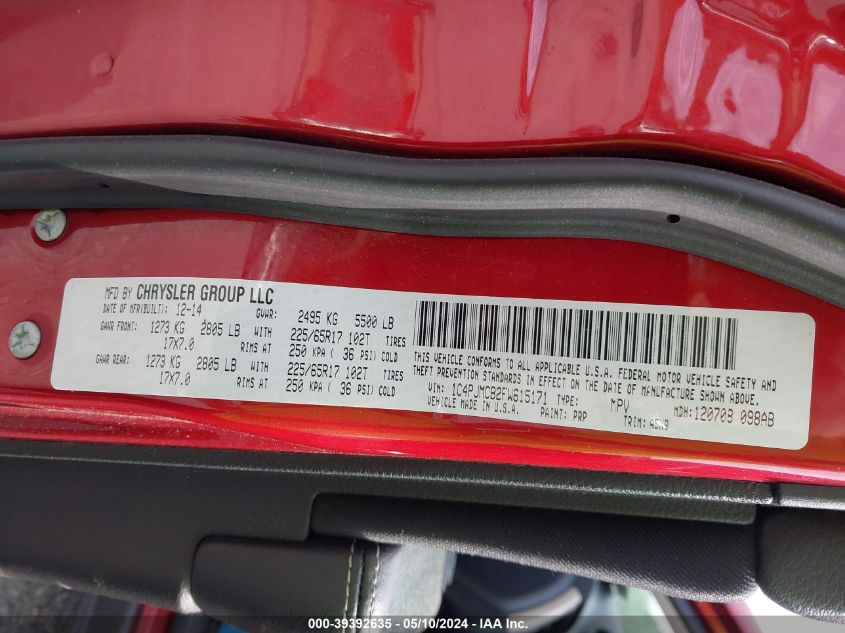 MFD BY CHRYSLER GROUP LLC
DATE OF MFR(BUILT): 12-14 GVWR: 2495 KG 5500 LB
GAWR FRONT: 1273 KG 2805 LB WITH 225/65R17 102T TIRES
17X7.0 RIMS AT 250 KPA ( 36 PSI) COLD
GAWR REAR: 1273 KG 2805 LB WITH 225/65R17 102T TIRES
17X7.0 RIMS AT 250 KPA ( 36 PSI) COLD
THIS VEHICLE CONFORMS TO ALL APPLICABLE U.S.A. FEDERAL MOTOR VEHICLE SAFETY AND
THEFT PREVENTION STANDARDS IN EFFECT ON THE DATE OF MANUFACTURE SHOWN ABOVE.
VIN: 1C4PJMCB2FW615171 TYPE: MPV MDH: 120708 098AB
VEHICLE MADE IN U.S.A. PAINT: PRP TRIM: A5X9
000-39392635 - 05/10/2024 - IAA Inc.